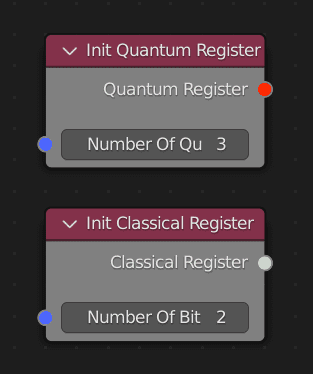 Init Quantum Register
Quantum Register
Number Of Qu 3
Init Classical Register
Classical Register
Number Of Bit 2